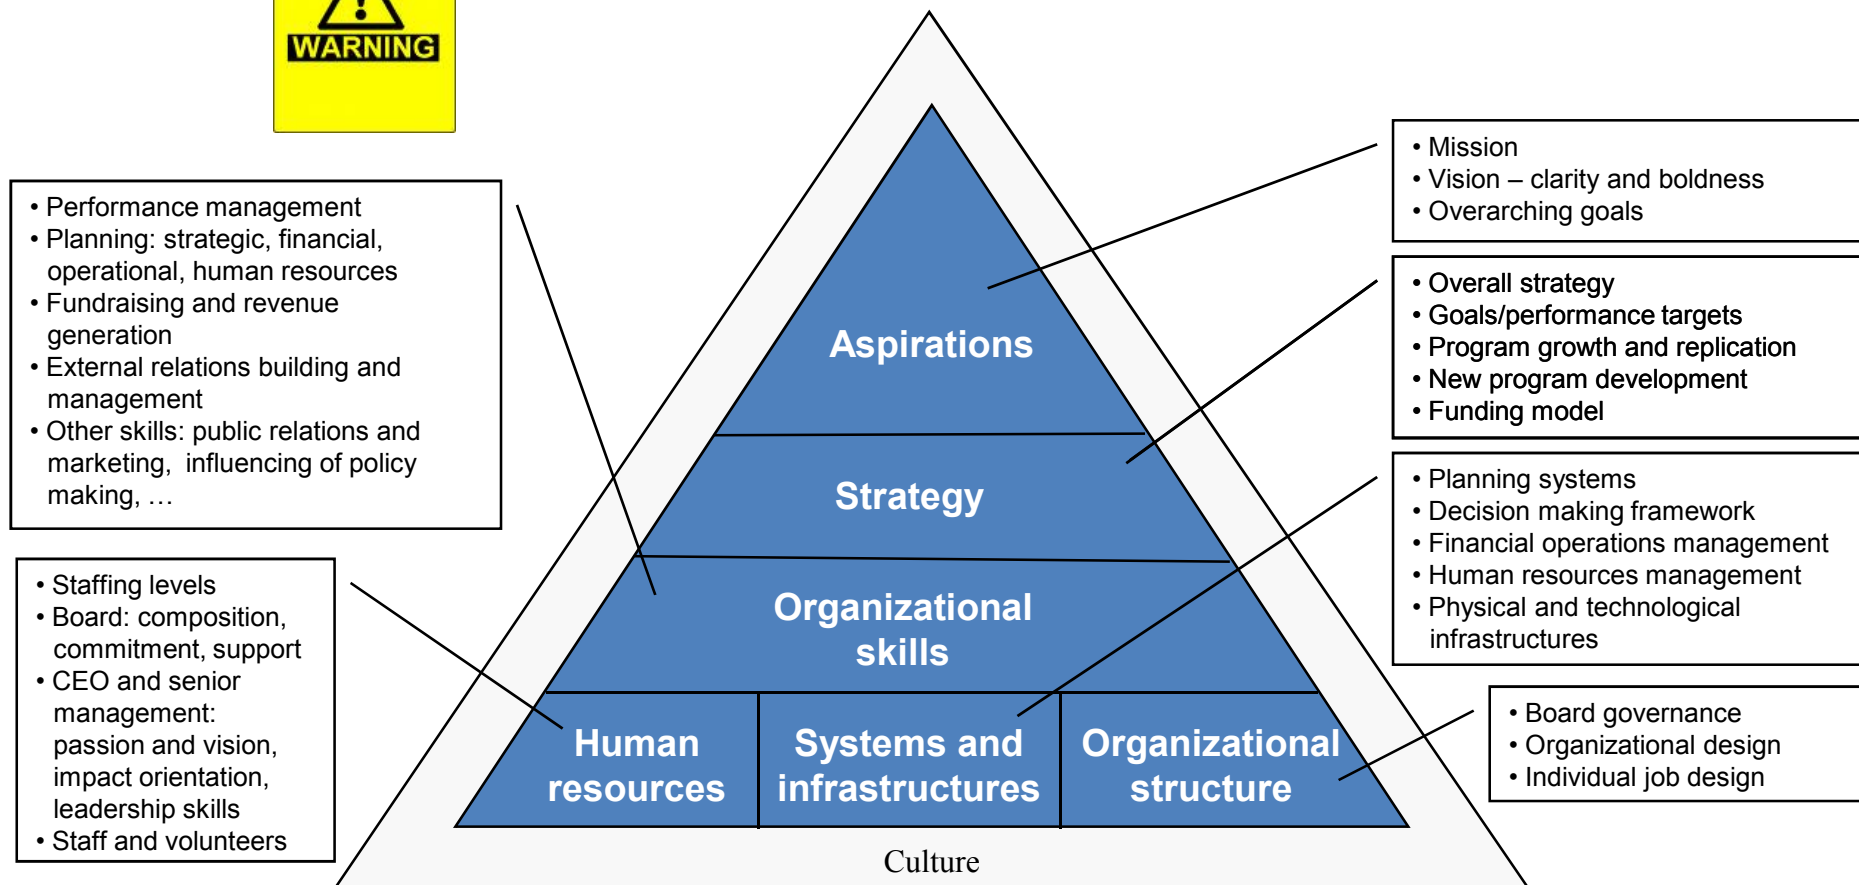 WARNING
• Performance management
• Planning: strategic, financial,
operational, human resources
• Fundraising and revenue
generation
• External relations building and
management
• Other skills: public relations and
marketing, influencing of policy
making, …
• Staffing levels
• Board: composition,
commitment, support
• CEO and senior
management:
passion and vision,
impact orientation,
leadership skills
• Staff and volunteers
Aspirations
Strategy
Organizational
skills
Human
resources
Systems and
infrastructures
Organizational
structure
Culture
• Mission
• Vision – clarity and boldness
• Overarching goals
• Overall strategy
• Goals/performance targets
• Program growth and replication
• New program development
• Funding model
• Planning systems
• Decision making framework
• Financial operations management
• Human resources management
• Physical and technological
infrastructures
• Board governance
• Organizational design
• Individual job design